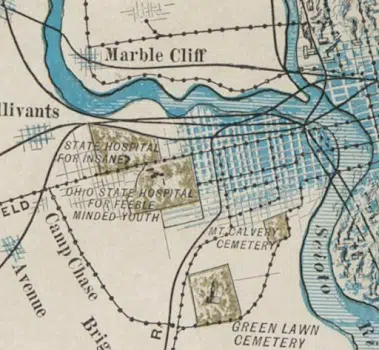 Marble Cliff
llivants
STATE HOSPITAL
FOR INSANE
OHIO STATE HOSPITAL
FOR FEEBLE
MINDED YOUTH
ELD
MT CALVERY
CEMETERY
Scioto
Camp Chase
Avenue
Brig
R
R
GREEN LAWN
CEMETERY